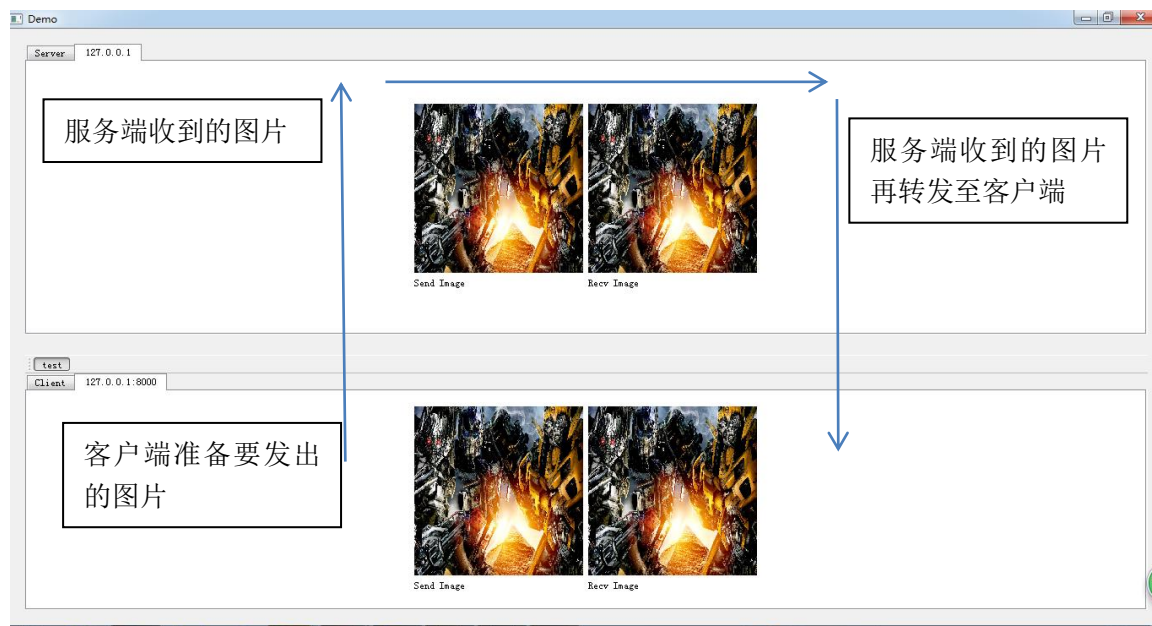 Demo
Server 127.0.0.1
服务端收到的图片
服务端收到的图片
再转发至客户端
Send Image Recv Image
test
Client 127.0.0.1:8000
客户端准备要发出
的图片
Send Image Recv Image